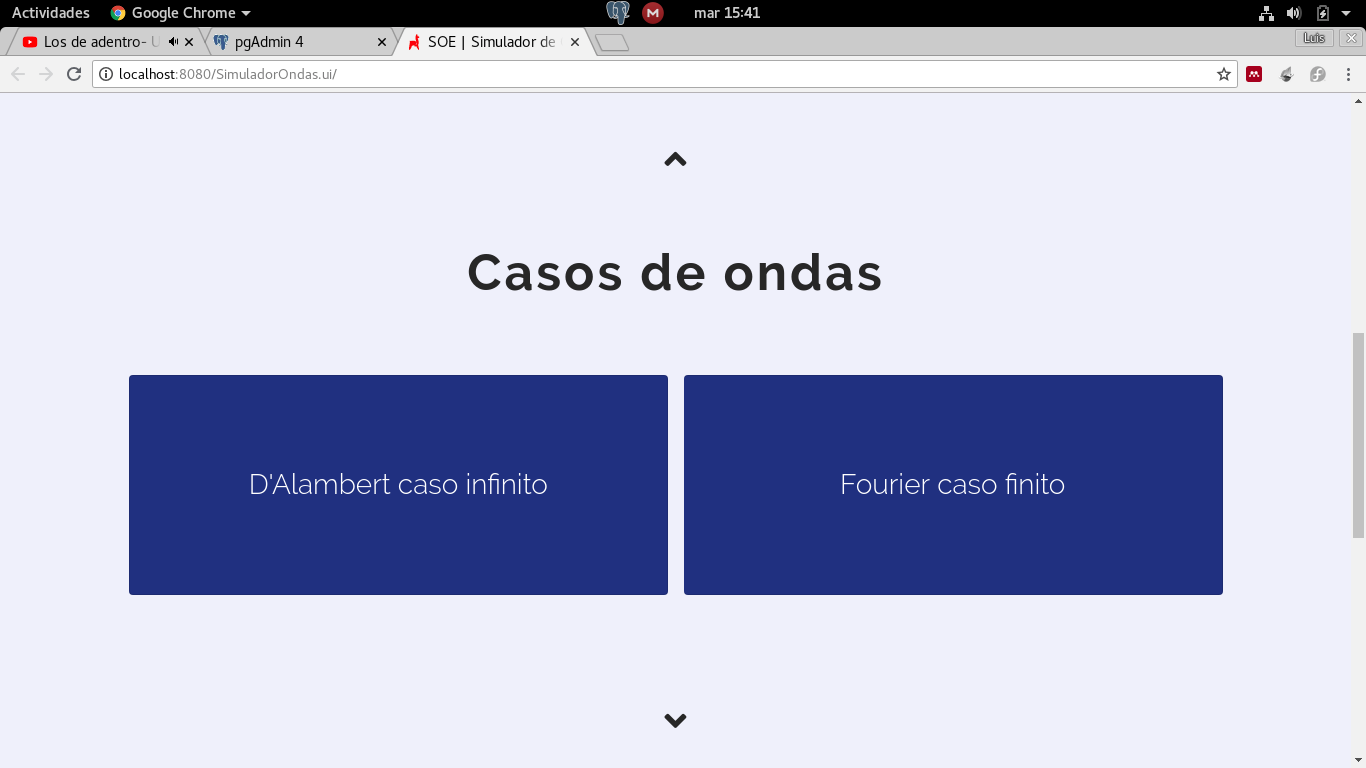 Actividades Google Chrome mar 15:41
Los de adentro- U pgAdmin 4 SOE | Simulador de Luis
localhost:8080/SimuladorOndas.ui/
Casos de ondas
D'Alambert caso infinito Fourier caso finito